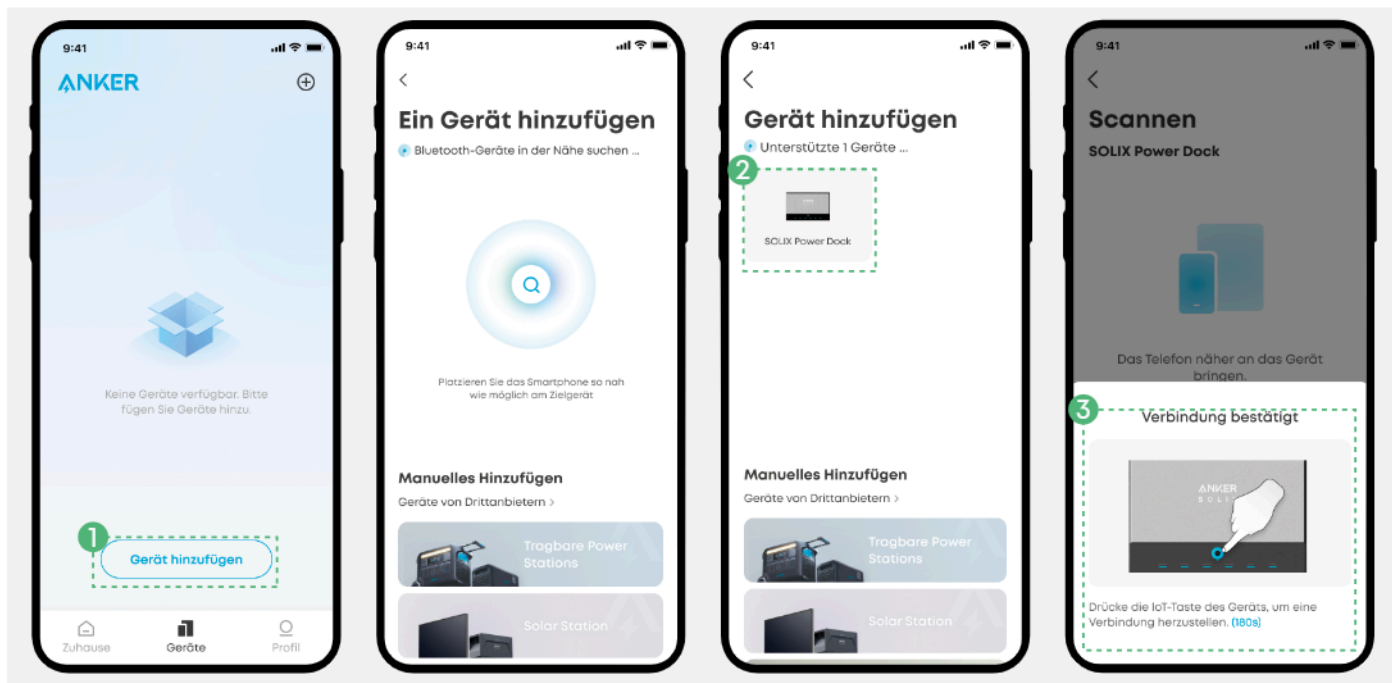 9:41
ANKER
Keine Geräte verfügbar. Bitte
fügen Sie Geräte hinzu.
1
Gerät hinzufügen
Zuhause
Geräte
Profil
9:41
Ein Gerät hinzufügen
Bluetooth-Geräte in der Nähe suchen ...
Platzieren Sie das Smartphone so nah
wie möglich am Zielgerät
Manuelles Hinzufügen
Geräte von Drittanbietern >
Tragbare Power
Stations
Solar Station
9:41
Gerät hinzufügen
Unterstützte 1 Geräte ...
2
SOLIX Power Dock
Manuelles Hinzufügen
Geräte von Drittanbietern >
Tragbare Power
Stations
Solar Station
9:41
Scannen
SOLIX Power Dock
Das Telefon näher an das Gerät
bringen.
3
Verbindung bestätigt
ANKER
SOLI
Drücke die IoT-Taste des Geräts, um eine
Verbindung herzustellen. (180s)